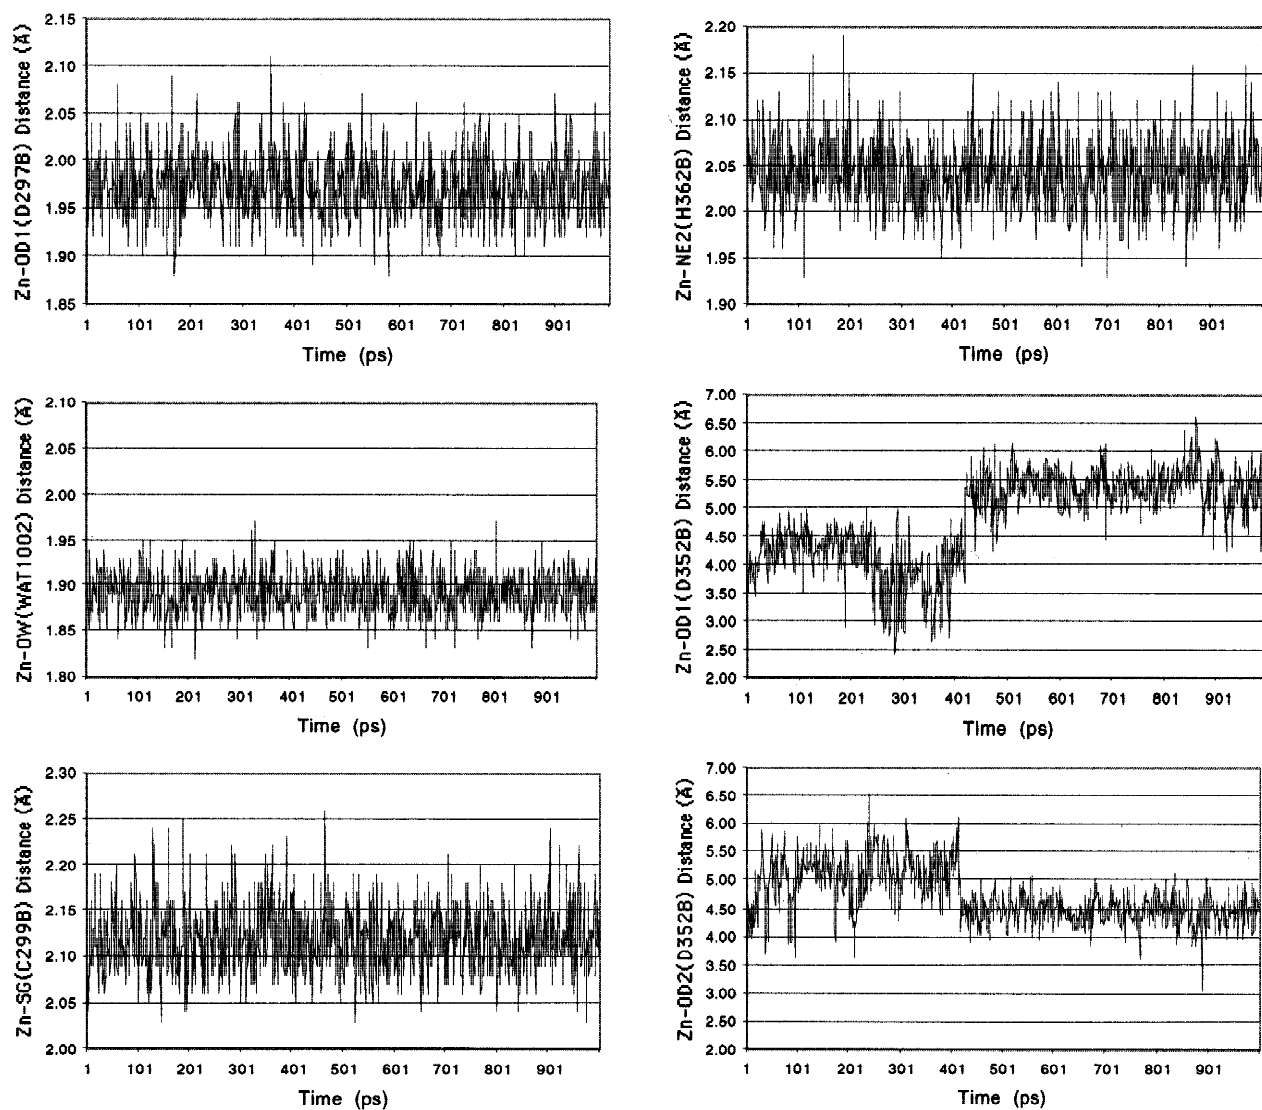 Zn-OD1(D297B) Distance (Å)
2.15
2.10
2.05
2.00
1.95
1.90
1.85
1 101 201 301 401 501 601 701 801 901
Time (ps)
Zn-NE2(H362B) Distance (Å)
2.20
2.15
2.10
2.05
2.00
1.95
1.90
1 101 201 301 401 501 601 701 801 901
Time (ps)
Zn-OW(WAT1002) Distance (Å)
2.10
2.05
2.00
1.95
1.90
1.85
1.80
1 101 201 301 401 501 601 701 801 901
Time (ps)
Zn-OD1(D352B) Distance (Å)
7.00
6.50
6.00
5.50
5.00
4.50
4.00
3.50
3.00
2.50
2.00
1 101 201 301 401 501 601 701 801 901
Time (ps)
Zn-SG(C299B) Distance (Å)
2.30
2.25
2.20
2.15
2.10
2.05
2.00
1 101 201 301 401 501 601 701 801 901
Time (ps)
Zn-OD2(D352B) Distance (Å)
7.00
6.50
6.00
5.50
5.00
4.50
4.00
3.50
3.00
2.50
2.00
1 101 201 301 401 501 601 701 801 901
Time (ps)